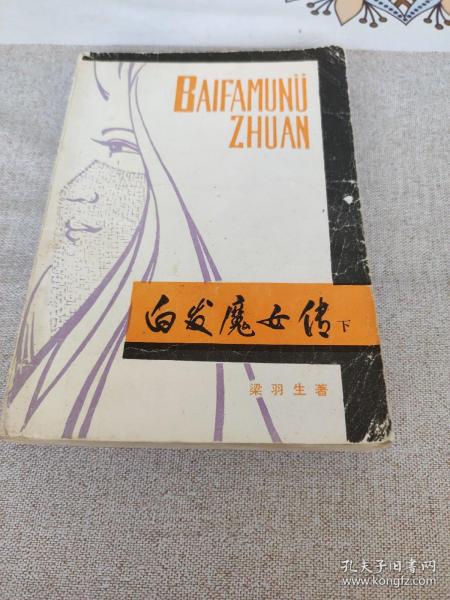 BAIFAMUNÜ
ZHUAN
白发魔女传 下
梁羽生著
孔夫子旧书网
www.kongfz.com